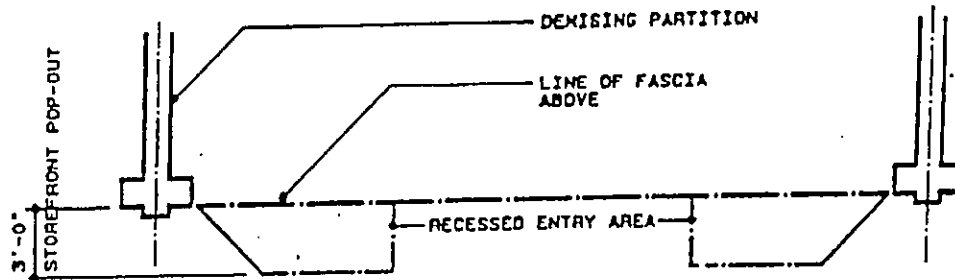 DEMISING PARTITION
LINE OF FASCIA
ABOVE
RECESSED ENTRY AREA
3'-0"
STOREFRONT POP-OUT